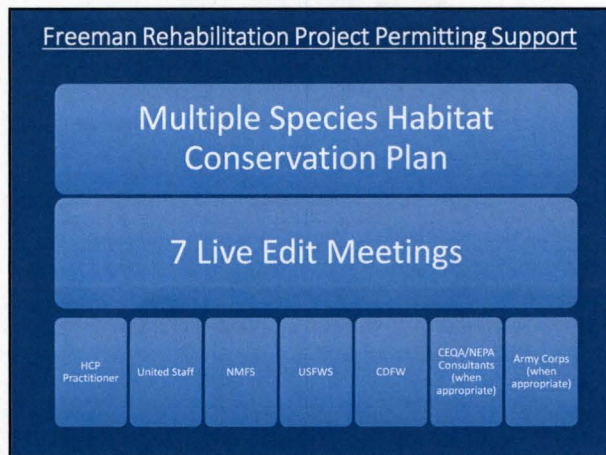 Freeman Rehabilitation Project Permitting Support
Multiple Species Habitat
Conservation Plan
7 Live Edit Meetings
HCP
Practitioner
United Staff
NMFS
USFWS
CDFW
CEQA/NEPA
Consultants
(when
appropriate)
Army Corps
(when
appropriate)